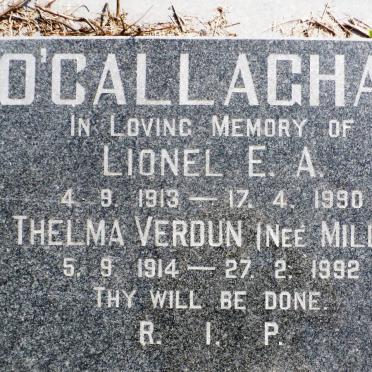 O'CALLAGHA
IN LOVING MEMORY OF
LIONEL E. A.
4. 9. 1913 — 17. 4. 1990
THELMA VERDUN (NEE MILL
5. 9. 1914 — 27. 2. 1992
THY WILL BE DONE.
R. I. P.